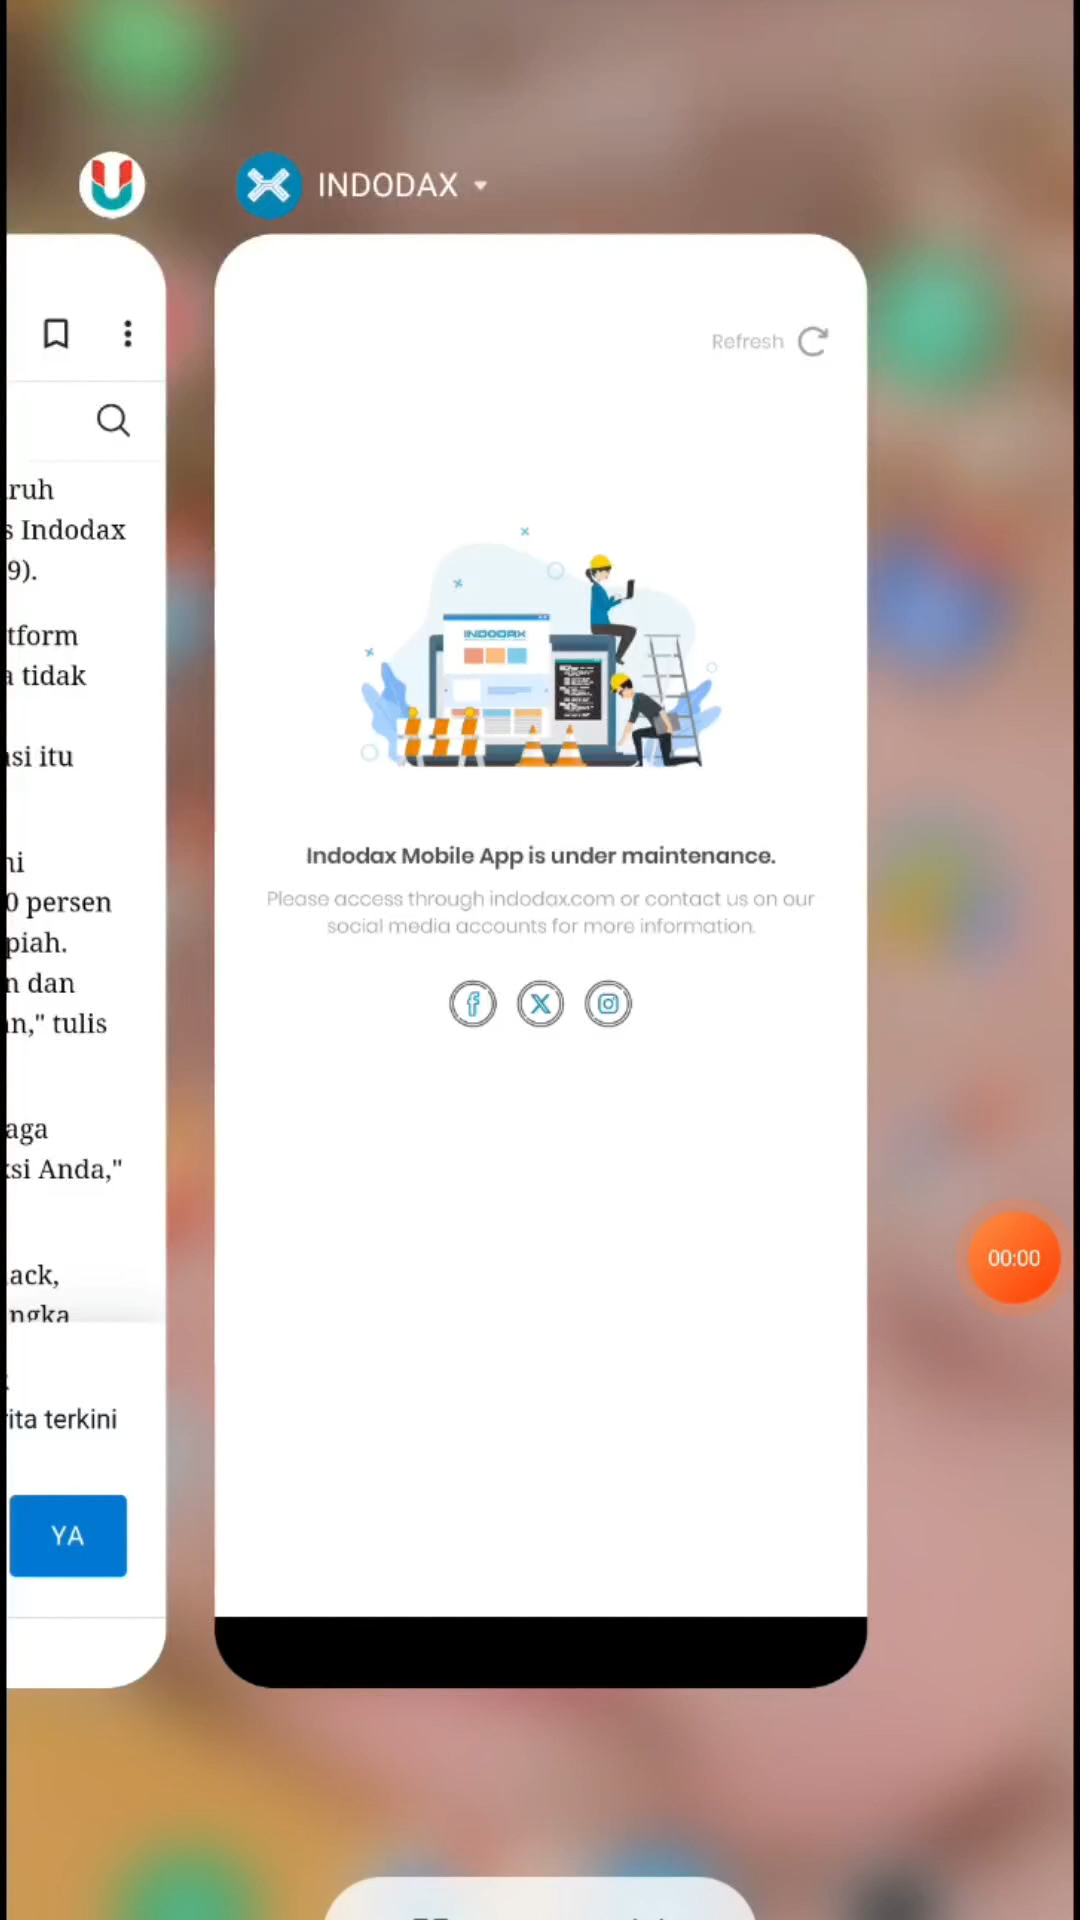 INDODAX
Refresh
ruh
s Indodax
9).
tform
a tidak
si itu
ni
0 persen
piah.
n dan
n," tulis
aga
si Anda,"
ack,
ngka
ita terkini
YA
INDODAX
Indodax Mobile App is under maintenance.
Please access through indodax.com or contact us on our
social media accounts for more information.
00:00